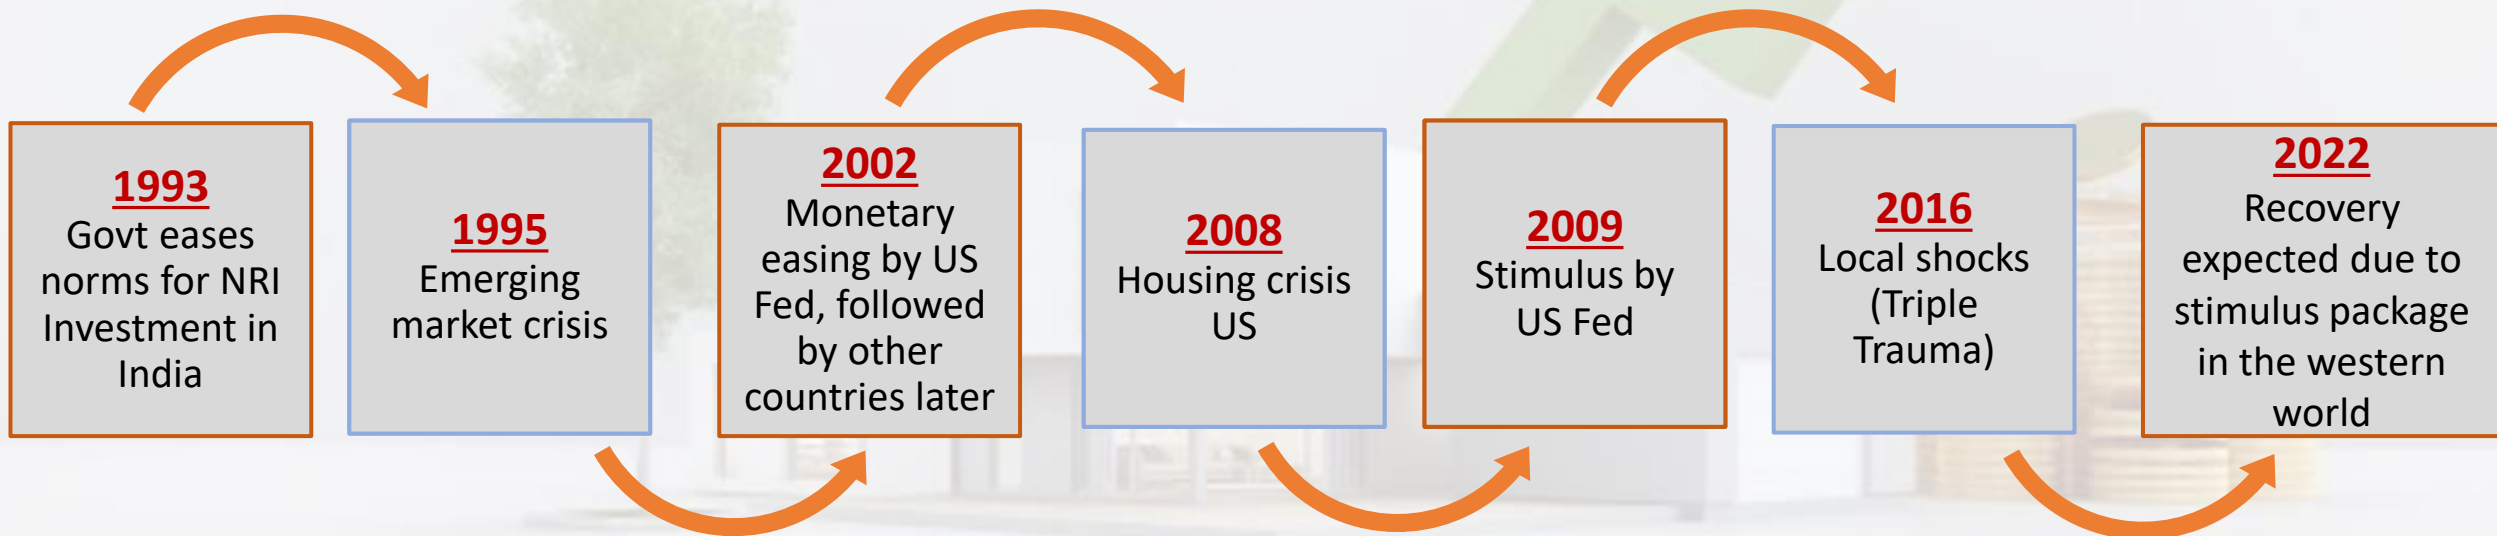 1993
Govt eases
norms for NRI
Investment in
India
1995
Emerging
market crisis
2002
Monetary
easing by US
Fed, followed
by other
countries later
2008
Housing crisis
US
2009
Stimulus by
US Fed
2016
Local shocks
(Triple
Trauma)
2022
Recovery
expected due to
stimulus package
in the western
world